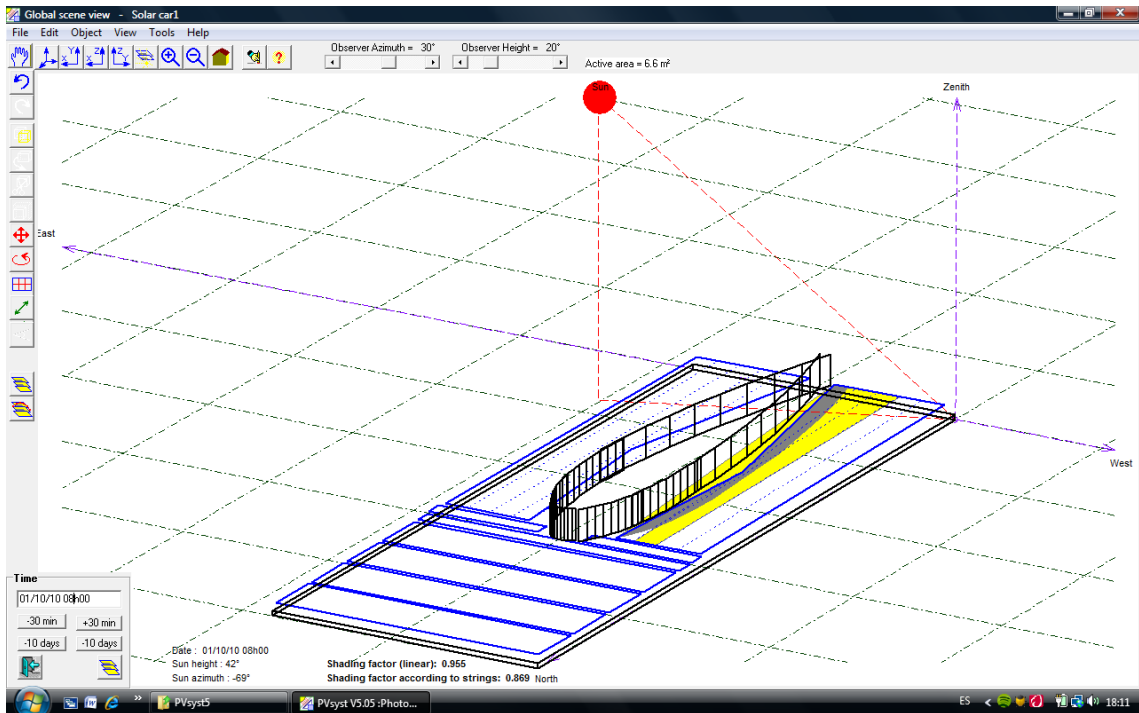 Global scene view - Solar car1
File Edit Object View Tools Help
Observer Azimuth = 30° Observer Height = 20° Active area = 6.6 m²
Sun
Zenith
East
West
Time
01/10/10 08h00
-30 min +30 min
-10 days -10 days
Date : 01/10/10 08h00
Sun height : 42°
Sun azimuth : -69°
Shading factor (linear): 0.955
Shading factor according to strings: 0.869
North
PVsyst5
PVsyst V5.05 :Photo...
ES
18:11